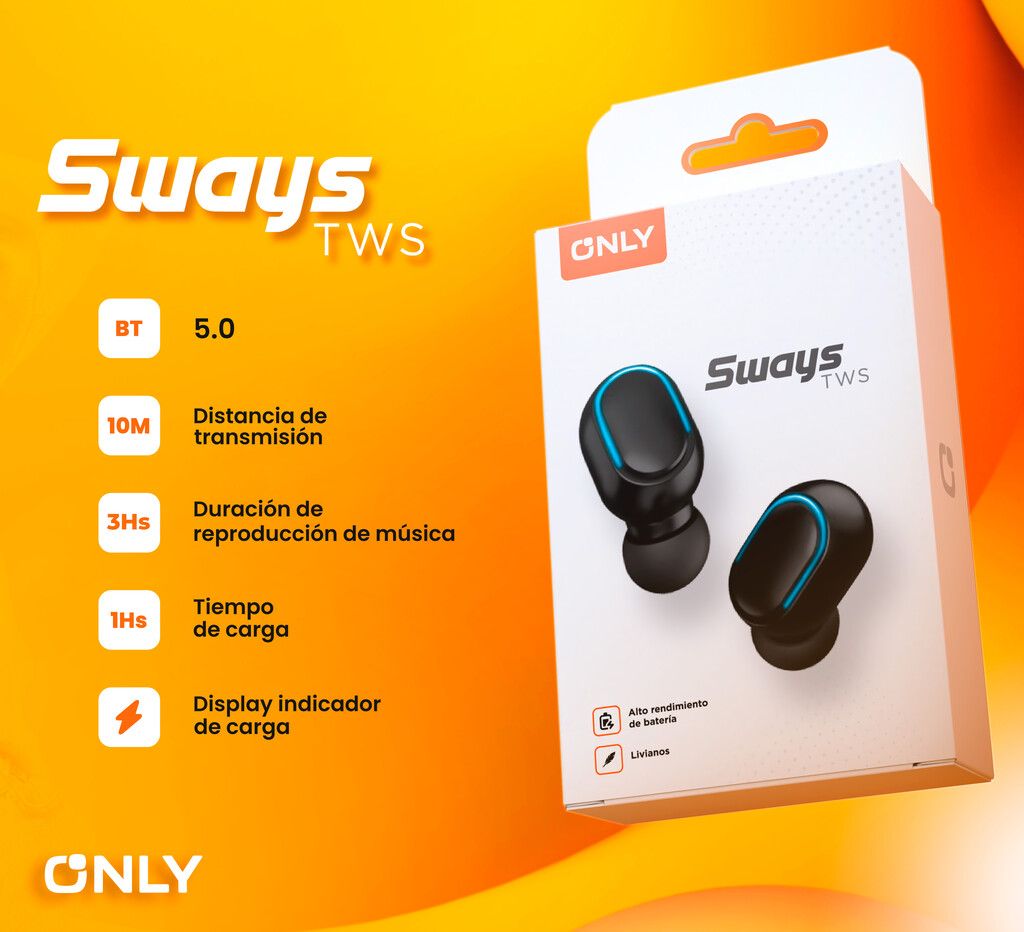 Sways
TWS
BT
5.0
10M
Distancia de
transmisión
3Hs
Duración de
reproducción de música
1Hs
Tiempo
de carga
Display indicador
de carga
ONLY
ONLY
Sways
TWS
Alto rendimiento
de batería
Livianos